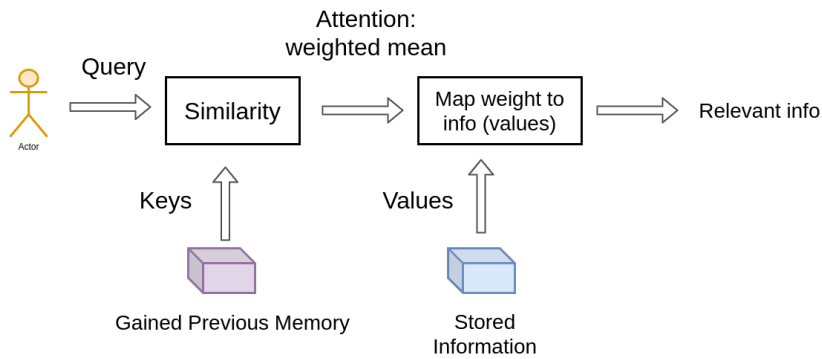 Attention:
weighted mean
Query
Actor
Similarity
Map weight to
info (values)
Relevant info
Keys
Values
Gained Previous Memory
Stored
Information